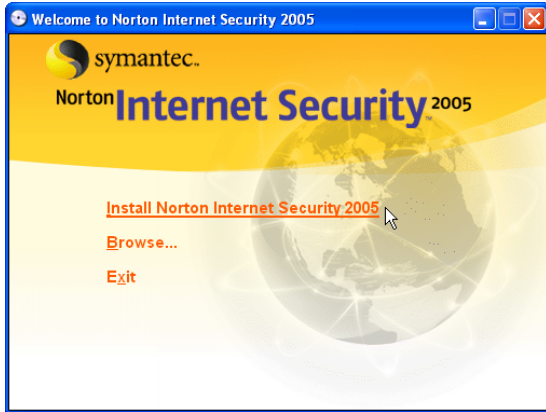 Welcome to Norton Internet Security 2005
symantec.
Norton Internet Security 2005
Install Norton Internet Security 2005
Browse...
Exit